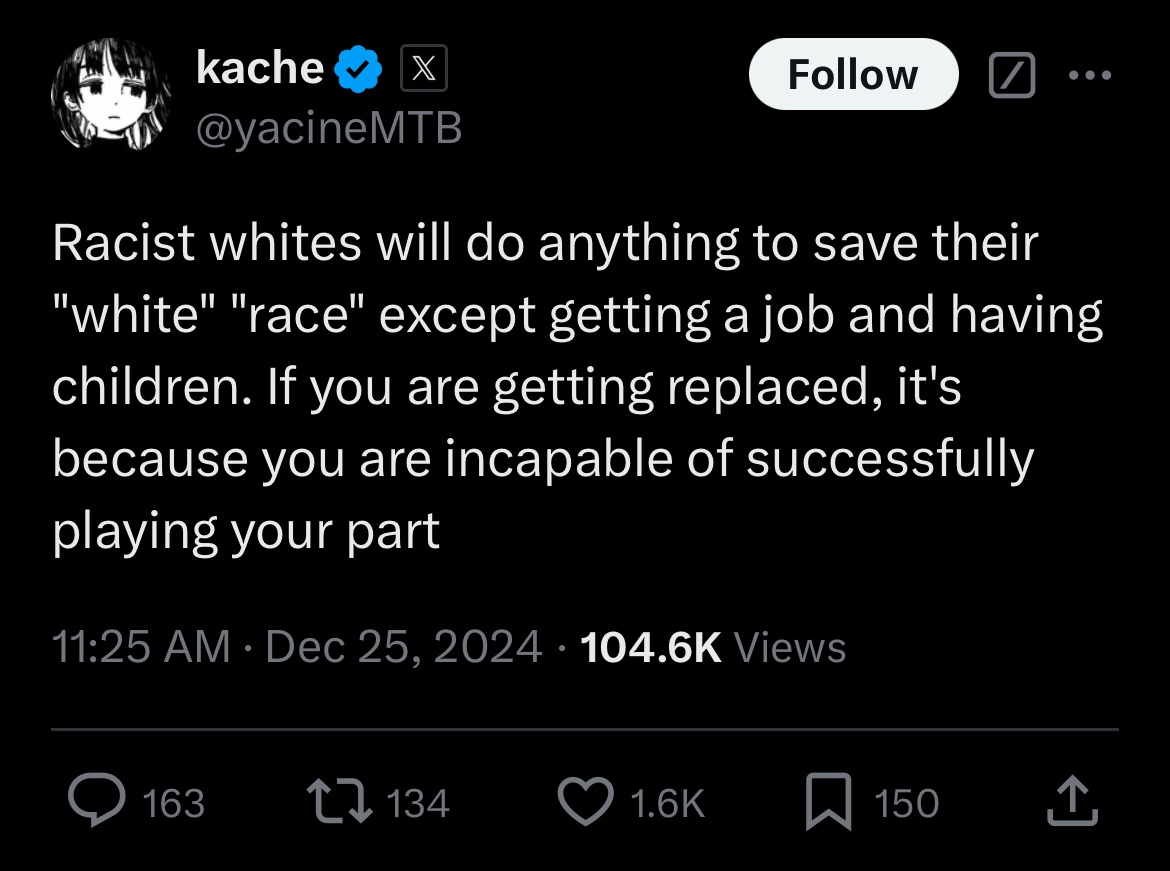 kache
@yacineMTB
Follow
Racist whites will do anything to save their
"white" "race" except getting a job and having
children. If you are getting replaced, it's
because you are incapable of successfully
playing your part
11:25 AM · Dec 25, 2024 · 104.6K Views
163 134 1.6K 150